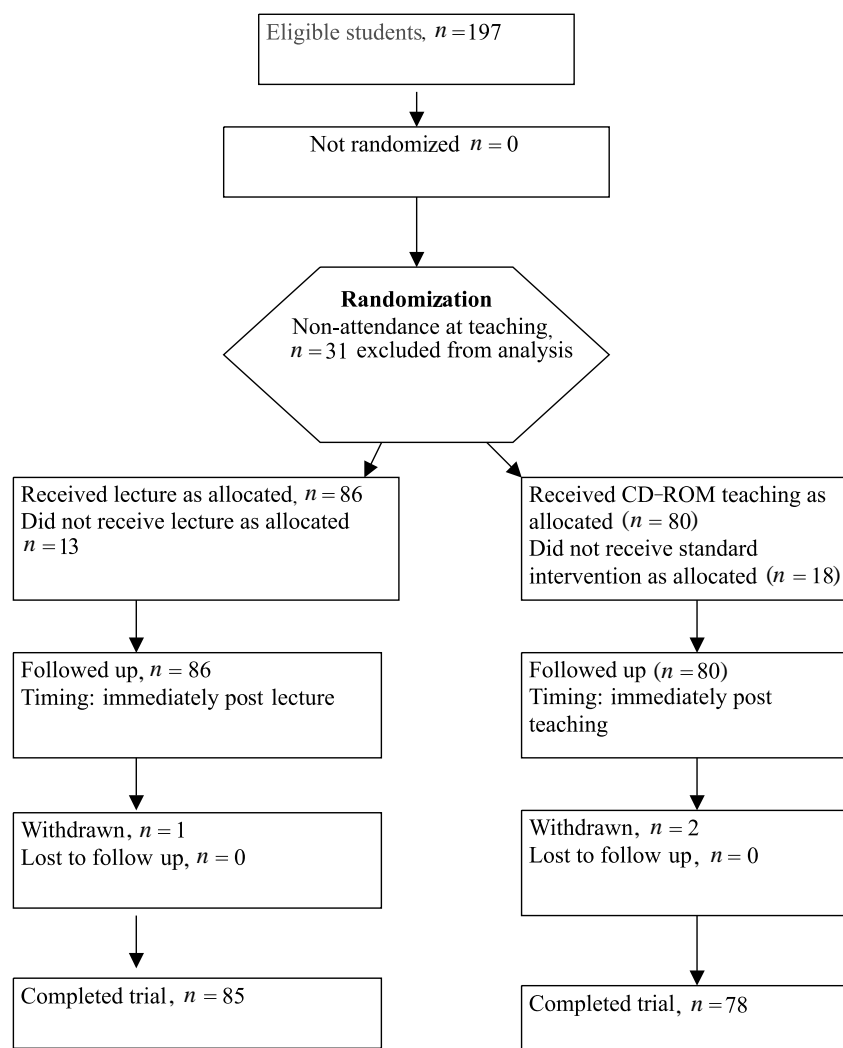 Eligible students, n=197
Not randomized n = 0
Randomization
Non-attendance at teaching,
n = 31 excluded from analysis
Received lecture as allocated, n = 86
Did not receive lecture as allocated
n = 13
Received CD-ROM teaching as
allocated (n = 80)
Did not receive standard
intervention as allocated (n = 18)
Followed up, n = 86
Timing: immediately post lecture
Followed up (n = 80)
Timing: immediately post
teaching
Withdrawn, n = 1
Lost to follow up, n = 0
Withdrawn, n = 2
Lost to follow up, n = 0
Completed trial, n = 85
Completed trial, n = 78